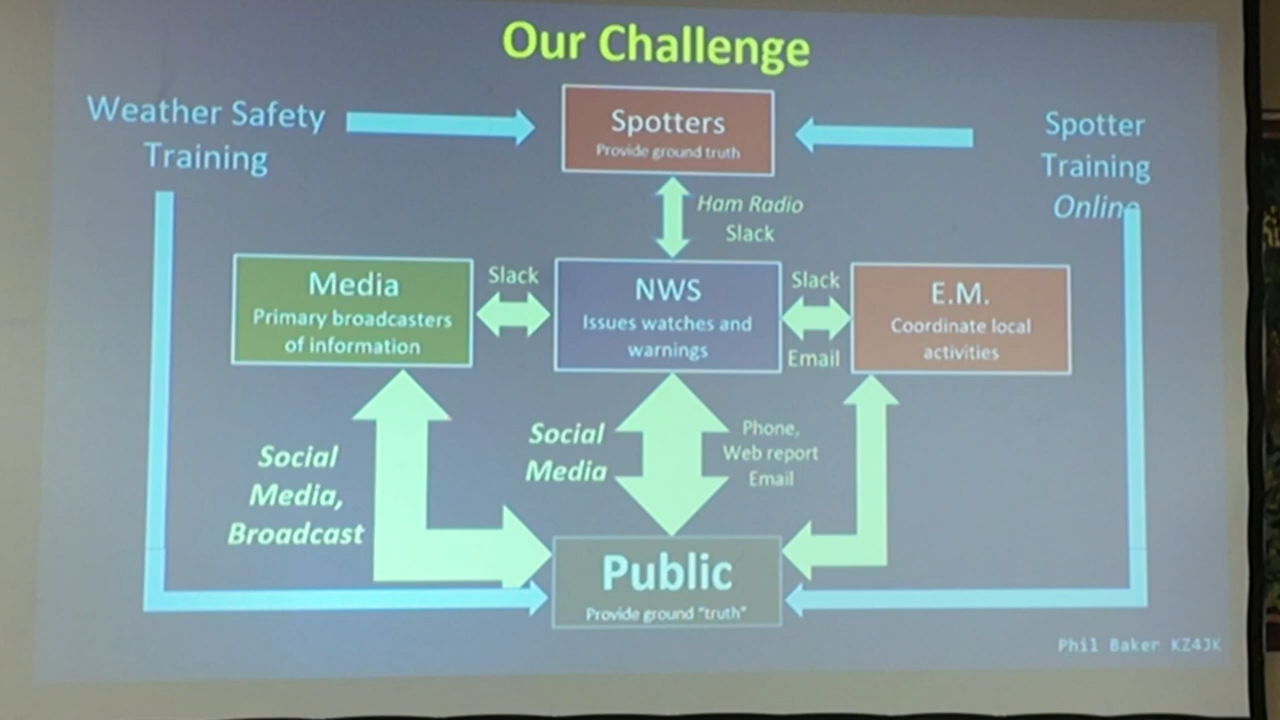 Our Challenge
Weather Safety
Training
Spotters
Provide ground truth
Spotter
Training
Online
Ham Radio
Slack
Media
Primary broadcasters
of information
Slack
NWS
Issues watches and
warnings
Slack
Email
E.M.
Coordinate local
activities
Social
Media,
Broadcast
Social
Media
Phone,
Web report
Email
Public
Provide ground "truth"
Phil Baker KZ4JK